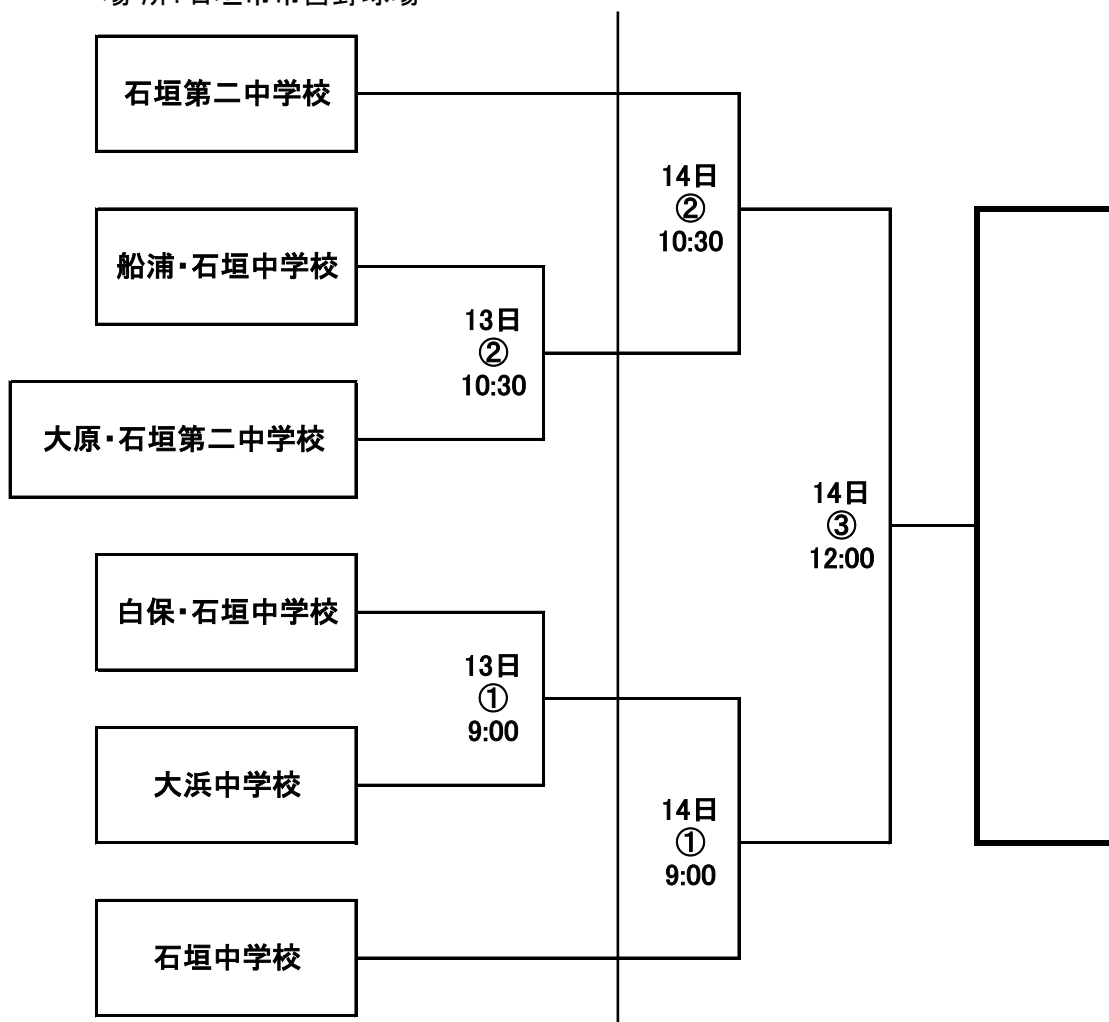 石垣第二中学校
14日
②
10:30
船浦・石垣中学校
13日
②
10:30
大原・石垣第二中学校
14日
③
12:00
白保・石垣中学校
13日
①
9:00
大浜中学校
14日
①
9:00
石垣中学校